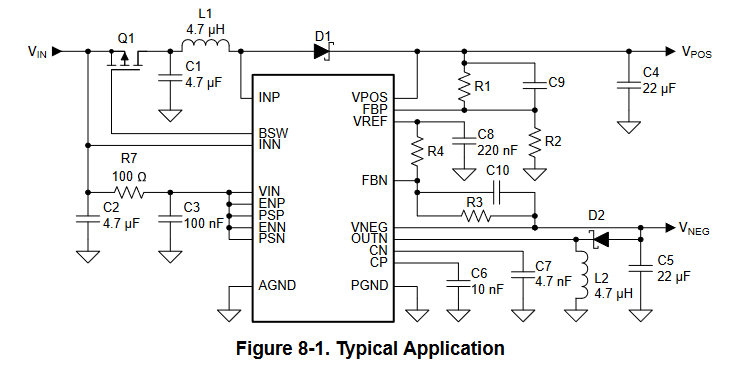 L1
4.7 µH
Q1
D1
VIN
VPOS
C1
4.7 µF
C4
22 µF
R1
C9
INP
VPOS
FBP
VREF
BSW
INN
C8
220 nF
R2
R4
R7
100 Ω
C10
FBN
R3
VIN
ENP
PSP
ENN
PSN
C2
4.7 µF
C3
100 nF
VNEG
OUTN
CN
CP
D2
VNEG
C6
10 nF
C7
4.7 nF
L2
4.7 µH
C5
22 µF
AGND
PGND
Figure 8-1. Typical Application